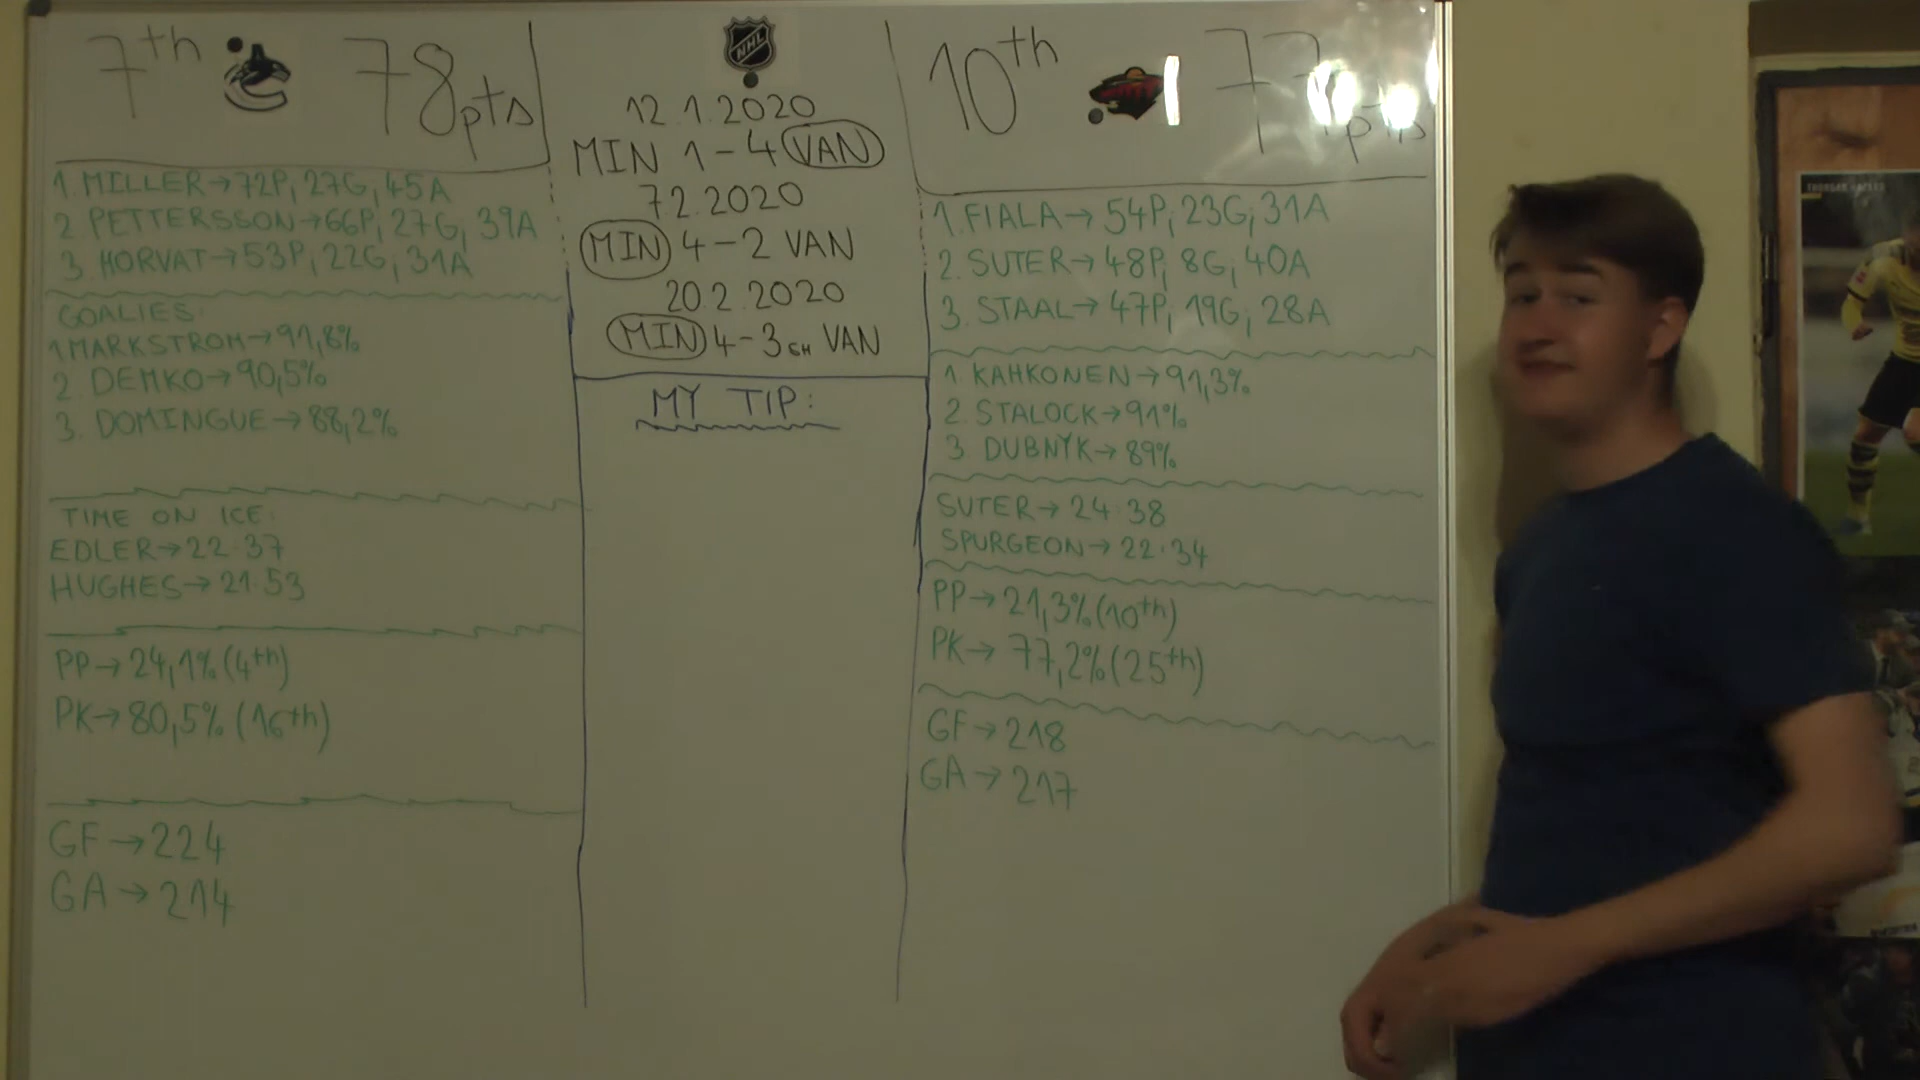 7th 78pts
1. MILLER→72P, 27G, 45A
2. PETTERSSON→66P, 27G, 39A
3. HORVAT→53P, 22G, 31A
GOALIES:
1 MARKSTROM→91,8%
2. DEMKO→90,5%
3. DOMINGUE→88,2%
TIME ON ICE:
EDLER→22:37
HUGHES→21:53
PP→24,1% (4th)
PK→80,5% (16th)
GF→224
GA→214
NHL
12.1.2020
MIN 1-4 VAN
7.2.2020
MIN 4-2 VAN
20.2.2020
MIN 4-3 VAN
MY TIP:
10th 77pts
1. FIALA→54P, 23G, 31A
2. SUTER→48P, 8G, 40A
3. STAAL→47P, 19G, 28A
1. KAHKONEN→91,3%
2. STALOCK→91%
3. DUBNYK→89%
SUTER→24:38
SPURGEON→22:34
PP→21,3% (10th)
PK→77,2% (25th)
GF→218
GA→217